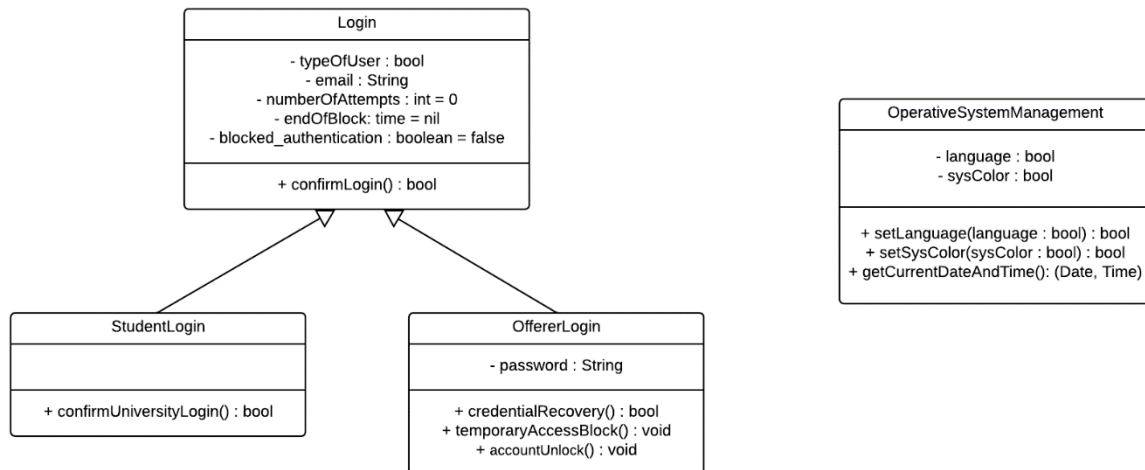 Login
- typeOfUser : bool
- email : String
- numberOfAttempts : int = 0
- endOfBlock: time = nil
- blocked_authentication : boolean = false
+ confirmLogin() : bool
OperativeSystemManagement
- language : bool
- sysColor : bool
+ setLanguage(language : bool) : bool
+ setSysColor(sysColor : bool) : bool
+ getCurrentDateAndTime(): (Date, Time)
StudentLogin
+ confirmUniversityLogin() : bool
OffererLogin
- password : String
+ credentialRecovery() : bool
+ temporaryAccessBlock() : void
+ accountUnlock() : void